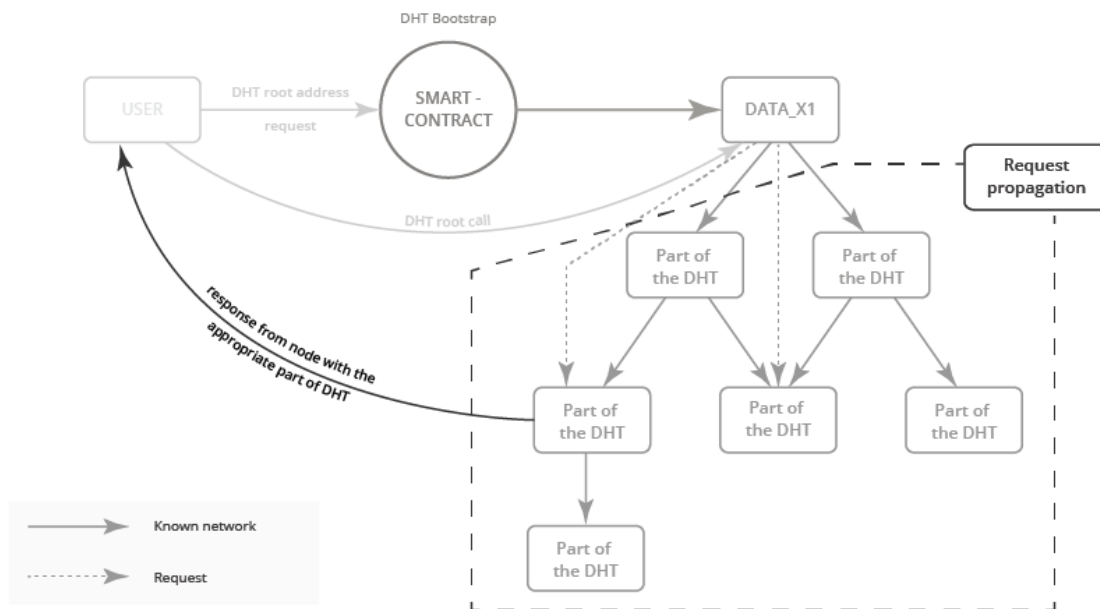 DHT Bootstrap
USER
DHT root address
request
SMART -
CONTRACT
DATA_X1
Request
propagation
DHT root call
Part of
the DHT
Part of
the DHT
response from node with the
appropriate part of DHT
Part of
the DHT
Part of
the DHT
Part of
the DHT
Known network
Part of
the DHT
Request